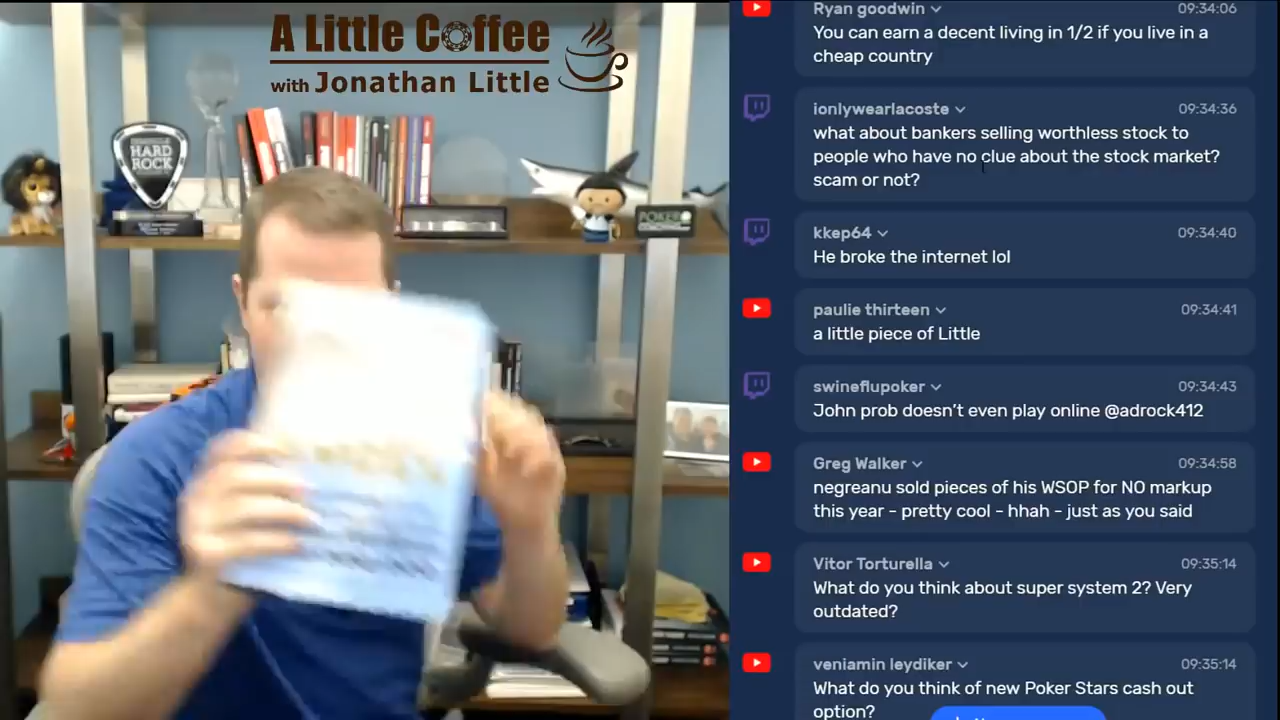 A Little Coffee
with Jonathan Little
HARD
ROCK
POKER
Ryan goodwin
09:34:06
You can earn a decent living in 1/2 if you live in a
cheap country
ionlywearlacoste
09:34:36
what about bankers selling worthless stock to
people who have no clue about the stock market?
scam or not?
kkep64
09:34:40
He broke the internet lol
paulie thirteen
09:34:41
a little piece of Little
swineflupoker
09:34:43
John prob doesn't even play online @adrock412
Greg Walker
09:34:58
negreanu sold pieces of his WSOP for NO markup
this year - pretty cool - hhah - just as you said
Vitor Torturella
09:35:14
What do you think about super system 2? Very
outdated?
veniamin leydiker
09:35:14
What do you think of new Poker Stars cash out
option?